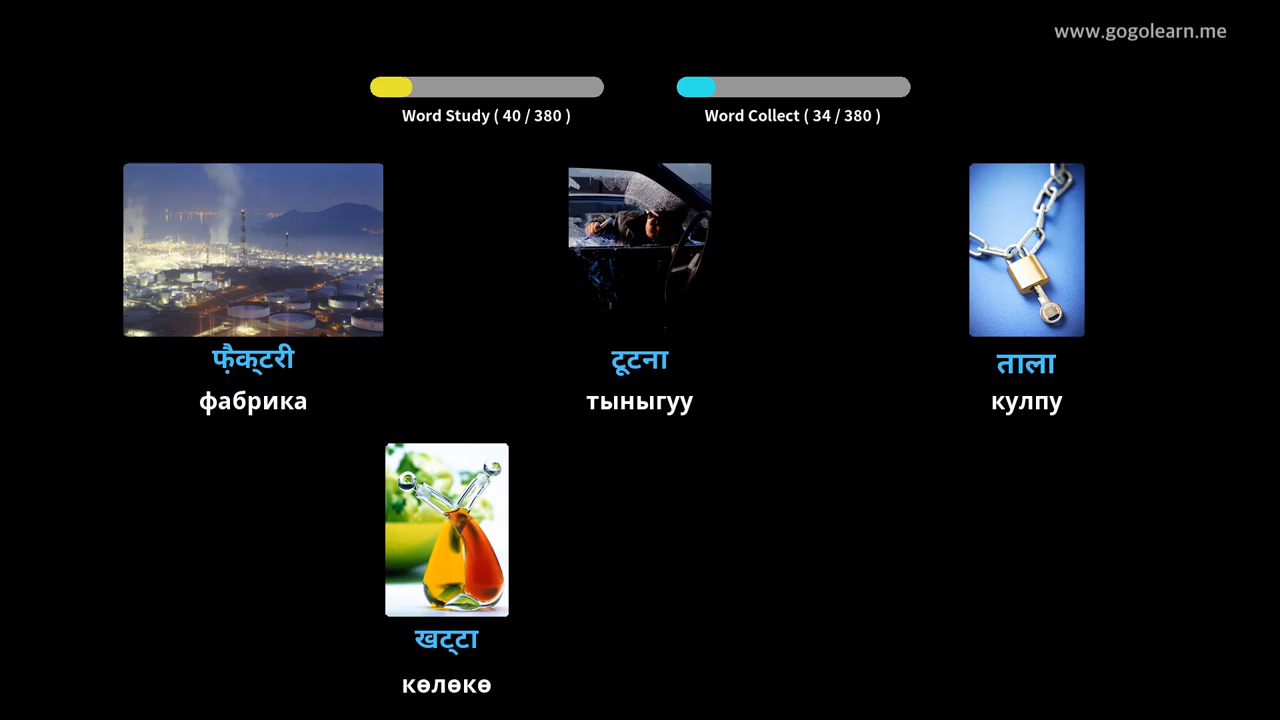 www.gogolearn.me
Word Study ( 40 / 380 )
Word Collect ( 34 / 380 )
फ़ैक्टरी
टूटना
ताला
фабрика
тыныгуу
кулпу
खट्टा
көлөкө